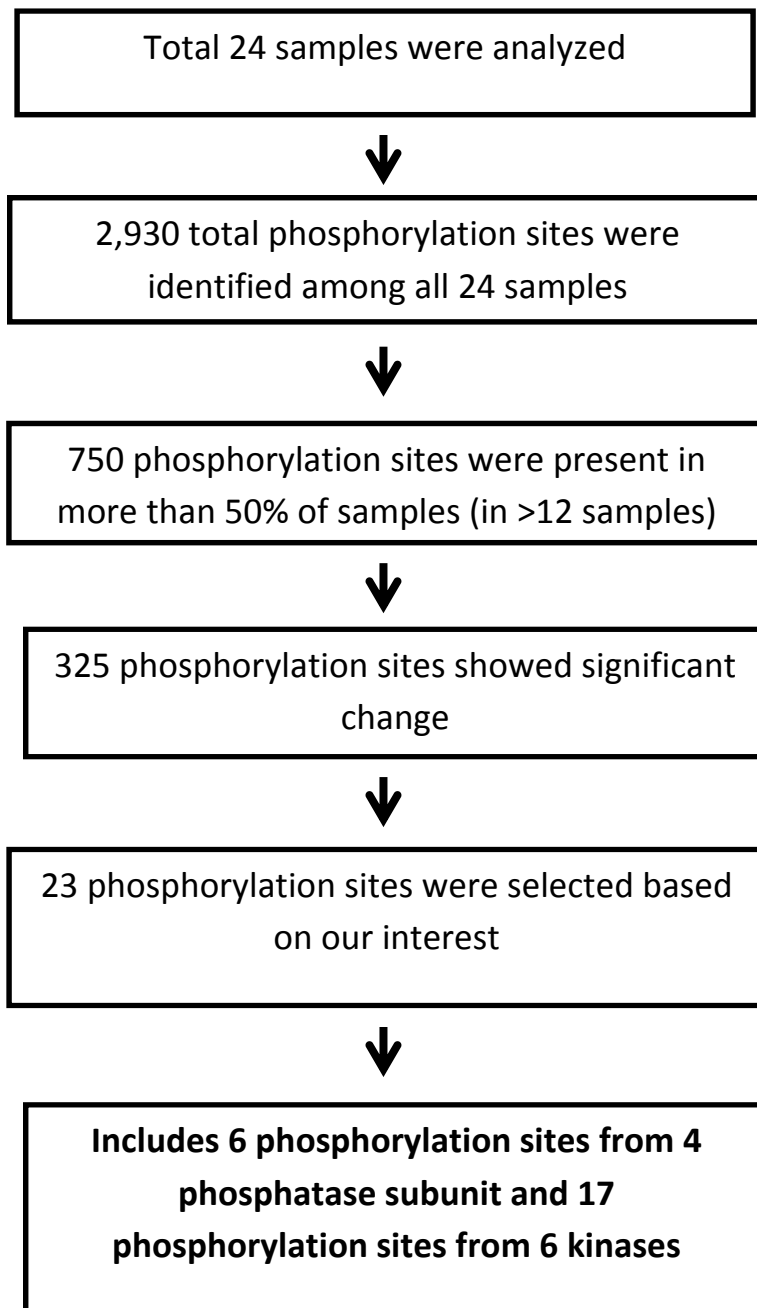 Total 24 samples were analyzed
2,930 total phosphorylation sites were
identified among all 24 samples
750 phosphorylation sites were present in
more than 50% of samples (in >12 samples)
325 phosphorylation sites showed significant
change
23 phosphorylation sites were selected based
on our interest
Includes 6 phosphorylation sites from 4
phosphatase subunit and 17
phosphorylation sites from 6 kinases